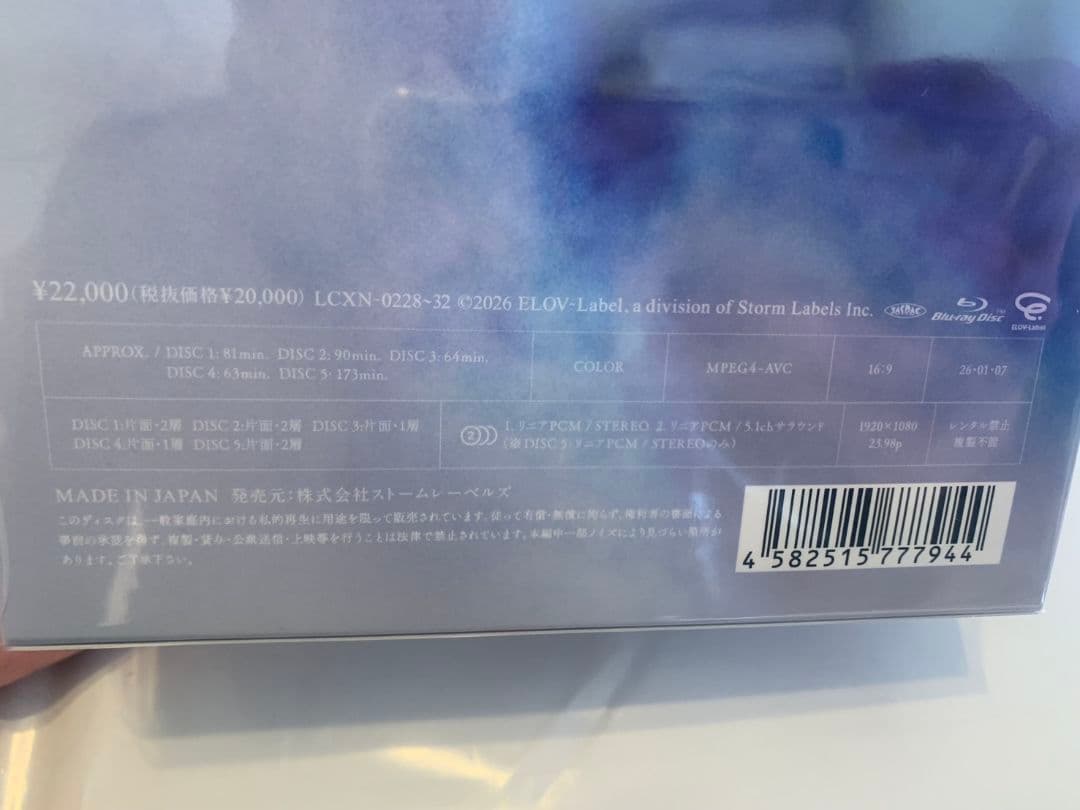 ¥22,000(税抜価格¥20,000) LCXN-0228~32 ©2026 ELOV-Label, a division of Storm Labels Inc. JASRAC Blu-ray Disc™ ELOV-Label
APPROX. / DISC 1: 81min. DISC 2: 90min. DISC 3: 64min.
DISC 4: 63min. DISC 5: 173min.
COLOR
MPEG4-AVC
16:9
26・01・07
DISC 1:片面・2層 DISC 2:片面・2層 DISC 3:片面・1層
DISC 4:片面・1層 DISC 5:片面・2層
2
1. リニアPCM / STEREO 2. リニアPCM / 5.1chサラウンド
(※DISC 5:リニアPCM / STEREOのみ)
1920×1080
23.98p
レンタル禁止
複製不能
MADE IN JAPAN 発売元:株式会社ストームレーベルズ
このディスクは、一般家庭内における私的再生に用途を限って販売されています。従って有償・無償に拘らず、権利者の書面による
事前の承諾を得ず、複製・貸与・公衆送信・上映等を行うことは法律で禁止されています。本編中一部ノイズにより見づらい箇所が
あります。ご了承下さい。
4 582515 777944